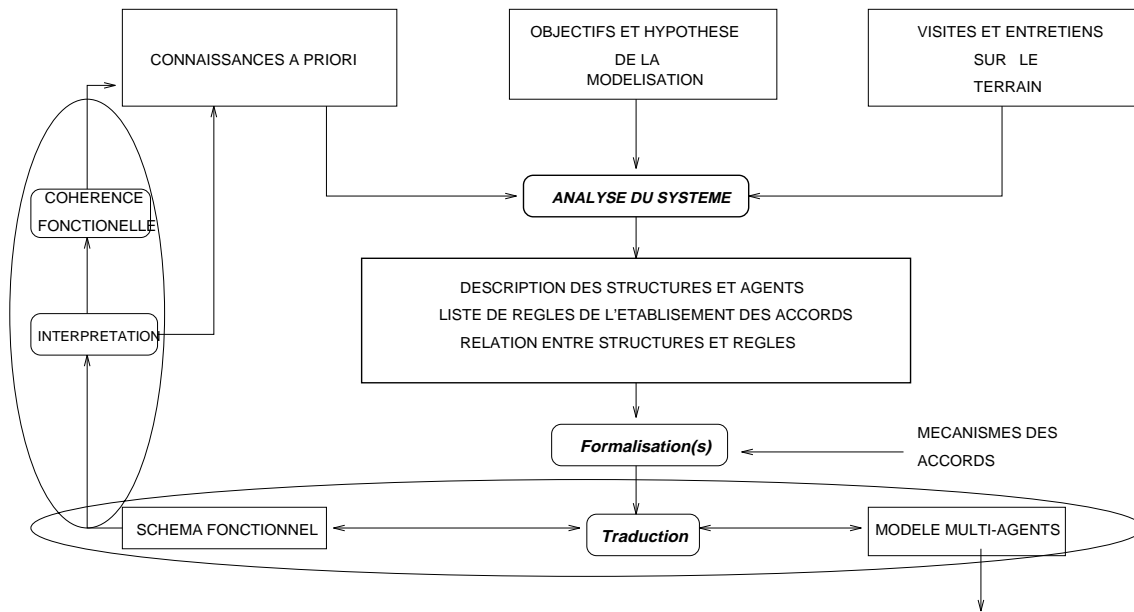 CONNAISSANCES A PRIORI
OBJECTIFS ET HYPOTHESE
DE LA
MODELISATION
VISITES ET ENTRETIENS
SUR LE
TERRAIN
COHERENCE
FONCTIONELLE
ANALYSE DU SYSTEME
DESCRIPTION DES STRUCTURES ET AGENTS
LISTE DE REGLES DE L'ETABLISEMENT DES ACCORDS
RELATION ENTRE STRUCTURES ET REGLES
INTERPRETATION
Formalisation(s)
MECANISMES DES
ACCORDS
SCHEMA FONCTIONNEL
Traduction
MODELE MULTI-AGENTS